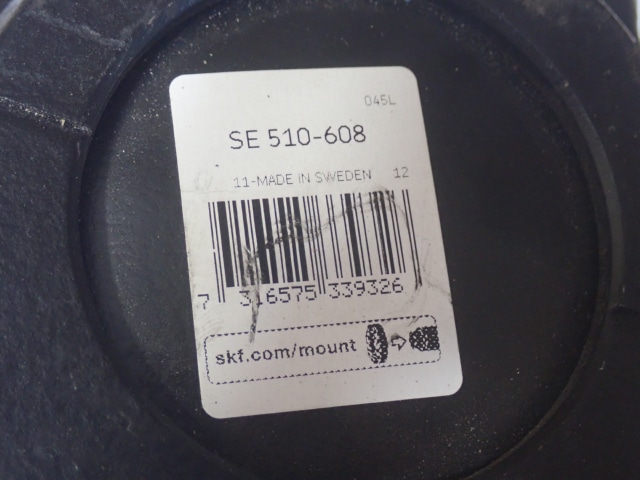 045L
SE 510-608
11-MADE IN SWEDEN 12
7 316575 339326
skf.com/mount